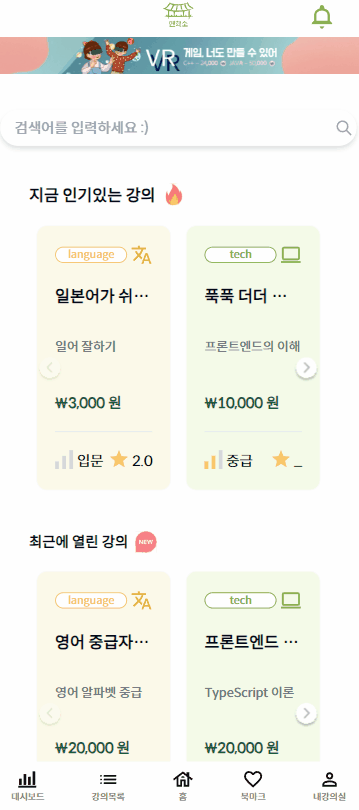 게임, 너도 만들 수 있어
VR
검색어를 입력하세요 :)
지금 인기있는 강의
language
tech
일본어가 쉬…
푹푹 더더 …
일어 잘하기
프론트엔드의 이해
₩3,000 원
₩10,000 원
입문 2.0
중급 _
최근에 열린 강의 NEW
language
tech
영어 중급자…
프론트엔드 …
영어 알파벳 중급
TypeScript 이론
₩20,000 원
₩20,000 원
대시보드 강의목록 홈 북마크 내강의실